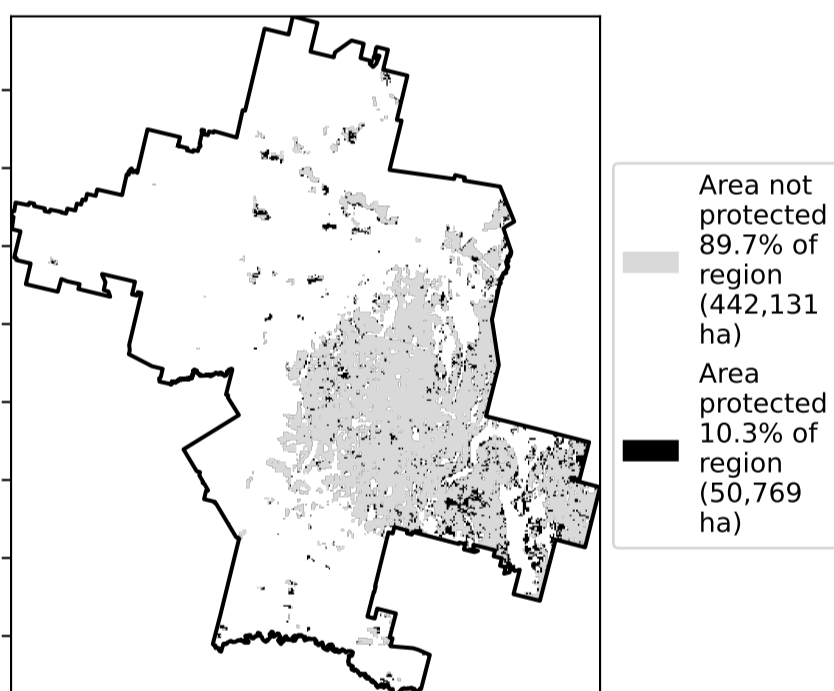 Area not
protected
89.7% of
region
(442,131
ha)
Area
protected
10.3% of
region
(50,769
ha)